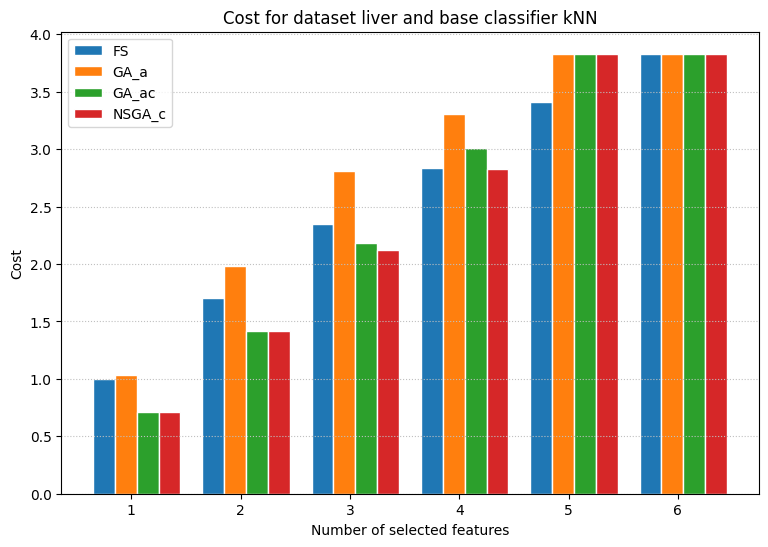 Cost for dataset liver and base classifier kNN
FS
GA_a
GA_ac
NSGA_c
4.0
3.5
3.0
2.5
2.0
1.5
1.0
0.5
0.0
Cost
1 2 3 4 5 6
Number of selected features